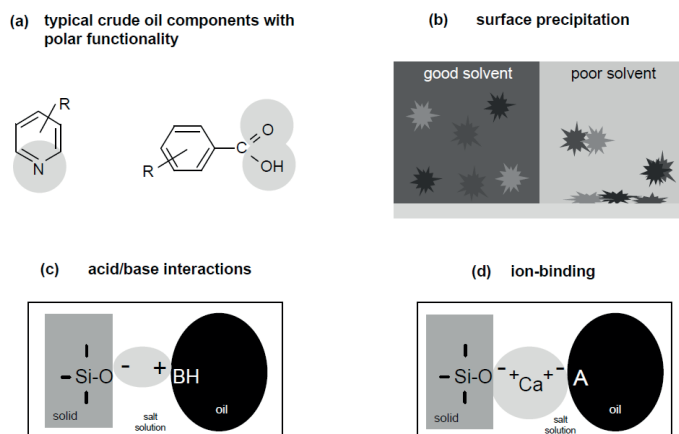 (a) typical crude oil components with
polar functionality
(b) surface precipitation
R
N
R
C
O
OH
good solvent
poor solvent
(c) acid/base interactions
(d) ion-binding
Si-O
- +
BH
solid
salt
solution
oil
Si-O
- + Ca + -
A
solid
salt
solution
oil